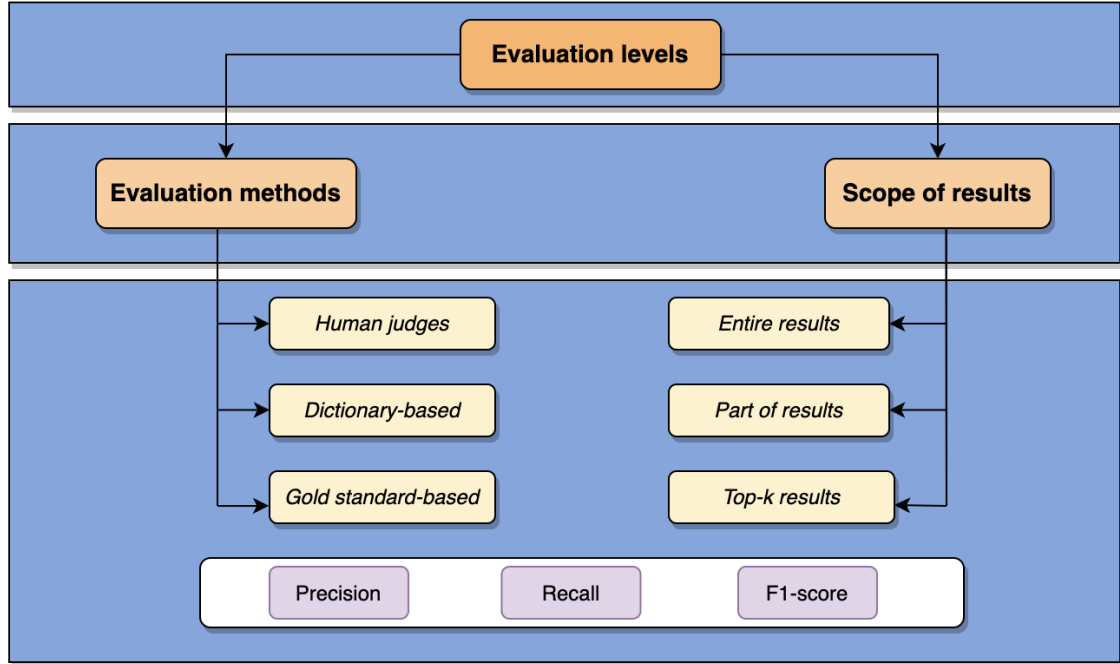 Evaluation levels
Evaluation methods
Scope of results
Human judges
Entire results
Dictionary-based
Part of results
Gold standard-based
Top-k results
Precision
Recall
F1-score